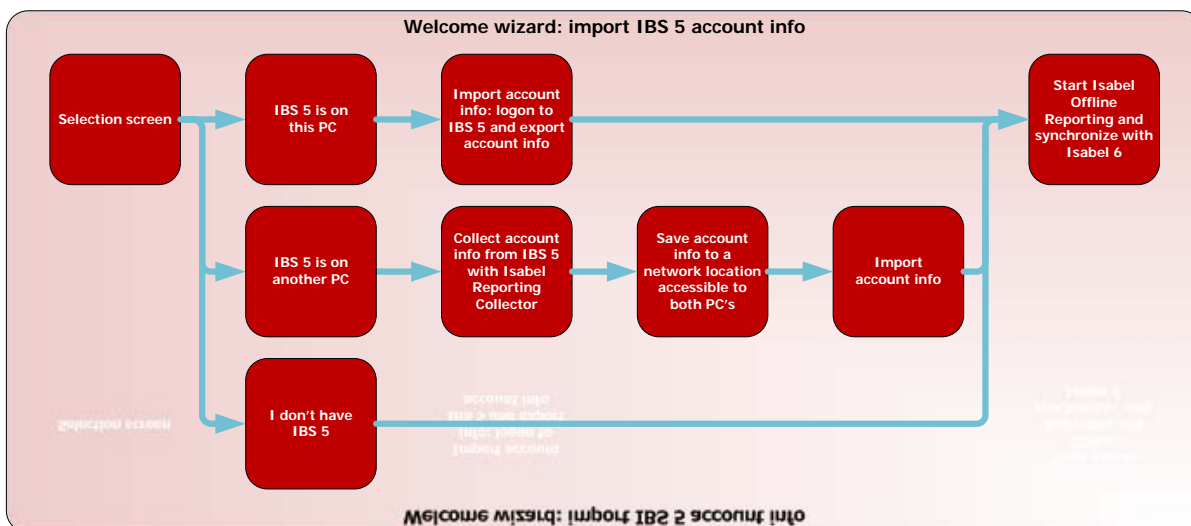 Welcome wizard: import IBS 5 account info
Selection screen
IBS 5 is on
this PC
Import account
info: logon to
IBS 5 and export
account info
Start Isabel
Offline
Reporting and
synchronize with
Isabel 6
IBS 5 is on
another PC
Collect account
info from IBS 5
with Isabel
Reporting
Collector
Save account
info to a
network location
accessible to
both PC's
Import
account info
I don't have
IBS 5